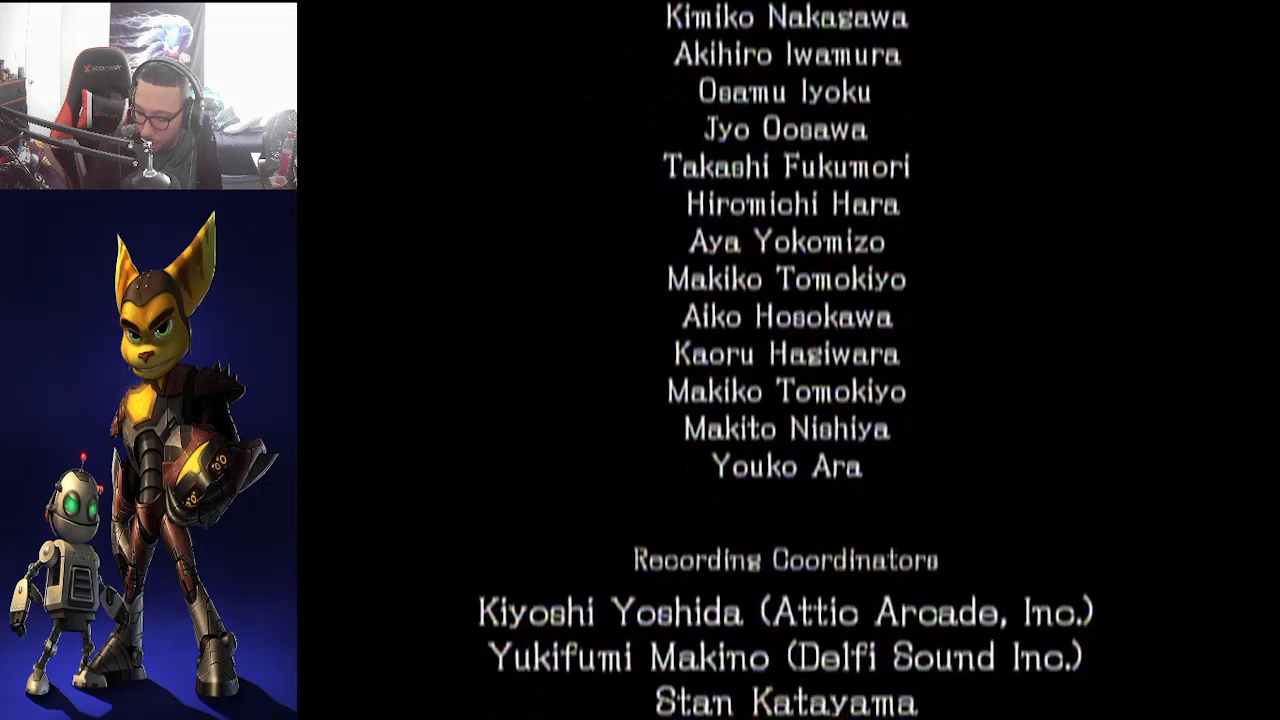 Kimiko Nakagawa
Akihiro Iwamura
Osamu Iyoku
Jyo Oosawa
Takashi Fukumori
Hiromichi Hara
Aya Yokomizo
Makiko Tomokiyo
Aiko Hosokawa
Kaoru Hagiwara
Makiko Tomokiyo
Makito Nishiya
Youko Ara
Recording Coordinators
Kiyoshi Yoshida (Attic Arcade, Inc.)
Yukifumi Makino (Delfi Sound Inc.)
Stan Katayama